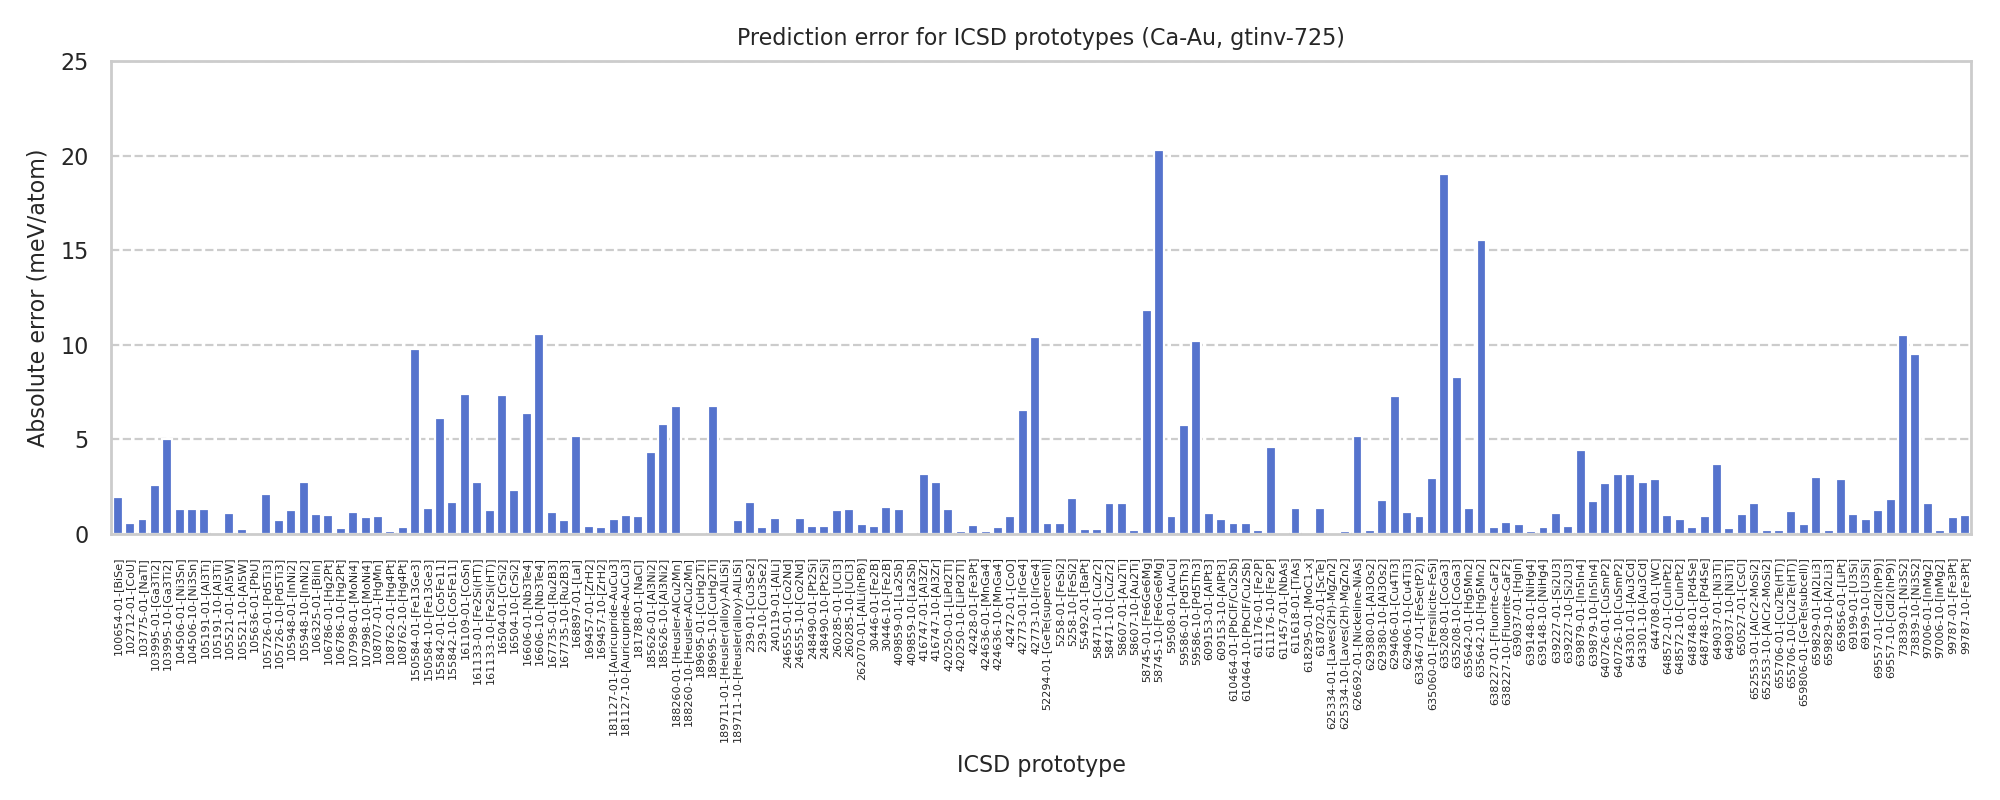 Prediction error for ICSD prototypes (Ca-Au, gtinv-725)
Absolute error (meV/atom)
25
20
15
10
5
0
100654-01-[BiSe]
102712-01-[CoU]
103775-01-[NaTl]
103995-01-[Ga3Ti2]
103995-10-[Ga3Ti2]
104506-01-[Ni3Sn]
104506-10-[Ni3Sn]
105191-01-[Al3Ti]
105191-10-[Al3Ti]
105521-01-[Al5W]
105521-10-[Al5W]
105636-01-[PbU]
105726-01-[Pd5Ti3]
105726-10-[Pd5Ti3]
105948-01-[InNi2]
105948-10-[InNi2]
106325-01-[BiIn]
106786-01-[Hg2Pt]
106786-10-[Hg2Pt]
107998-01-[MoNi4]
107998-10-[MoNi4]
108707-01-[HgMn]
108762-01-[Hg4Pt]
108762-10-[Hg4Pt]
150584-01-[Fe13Ge3]
150584-10-[Fe13Ge3]
155842-01-[Co5Fe11]
155842-10-[Co5Fe11]
161109-01-[CoSn]
161133-01-[Fe2Si(HT)]
161133-10-[Fe2Si(HT)]
16504-01-[CrSi2]
16504-10-[CrSi2]
16606-01-[Nb3Te4]
16606-10-[Nb3Te4]
167735-01-[Ru2B3]
167735-10-[Ru2B3]
168897-01-[LaI]
169457-01-[ZrH2]
169457-10-[ZrH2]
181127-01-[Auricupride-AuCu3]
181127-10-[Auricupride-AuCu3]
181788-01-[NaCl]
185626-01-[Al3Ni2]
185626-10-[Al3Ni2]
188260-01-[Heusler-AlCu2Mn]
188260-10-[Heusler-AlCu2Mn]
189695-01-[CuHg2Ti]
189695-10-[CuHg2Ti]
189711-01-[Heusler(alloy)-AlLiSi]
189711-10-[Heusler(alloy)-AlLiSi]
239-01-[Cu3Se2]
239-10-[Cu3Se2]
240119-01-[AlLi]
246555-01-[Co2Nd]
246555-10-[Co2Nd]
248490-01-[Pt2Si]
248490-10-[Pt2Si]
260285-01-[UCl3]
260285-10-[UCl3]
262070-01-[AlLi(hP8)]
30446-01-[Fe2B]
30446-10-[Fe2B]
409859-01-[La2Sb]
409859-10-[La2Sb]
416747-01-[Al3Zr]
416747-10-[Al3Zr]
420250-01-[LiPd2Tl]
420250-10-[LiPd2Tl]
42428-01-[Fe3Pt]
424636-01-[MnGa4]
424636-10-[MnGa4]
42472-01-[CoO]
42773-01-[IrGe4]
42773-10-[IrGe4]
52294-01-[GeTe(supercell)]
5258-01-[FeSi2]
5258-10-[FeSi2]
55492-01-[BaPt]
58471-01-[CuZr2]
58471-10-[CuZr2]
58607-01-[Au2Ti]
58607-10-[Au2Ti]
58745-01-[Fe6Ge6Mg]
58745-10-[Fe6Ge6Mg]
59508-01-[AuCu]
59586-01-[Pd5Th3]
59586-10-[Pd5Th3]
609153-01-[AlPt3]
609153-10-[AlPt3]
610464-01-[PbClF/Cu2Sb]
610464-10-[PbClF/Cu2Sb]
611176-01-[Fe2P]
611176-10-[Fe2P]
611457-01-[NbAs]
611618-01-[TiAs]
618295-01-[MoC1-x]
618702-01-[ScTe]
625334-01-[Laves(2H)-MgZn2]
625334-10-[Laves(2H)-MgZn2]
626692-01-[Nickeline-NiAs]
629380-01-[Al3Os2]
629380-10-[Al3Os2]
629406-01-[Cu4Ti3]
629406-10-[Cu4Ti3]
633467-01-[FeSe(tP2)]
635060-01-[Fersilicite-FeSi]
635208-01-[CoGa3]
635208-10-[CoGa3]
635642-01-[Hg5Mn2]
635642-10-[Hg5Mn2]
638227-01-[Fluorite-CaF2]
638227-10-[Fluorite-CaF2]
639037-01-[HgIn]
639148-01-[NiHg4]
639148-10-[NiHg4]
639227-01-[Si2U3]
639227-10-[Si2U3]
639879-01-[In5In4]
639879-10-[In5In4]
640726-01-[CuSmP2]
640726-10-[CuSmP2]
643301-01-[Au3Cd]
643301-10-[Au3Cd]
644708-01-[WC]
648572-01-[CuInPt2]
648572-10-[CuInPt2]
648748-01-[Pd4Se]
648748-10-[Pd4Se]
649037-01-[Ni3Ti]
649037-10-[Ni3Ti]
650527-01-[CsCl]
652553-01-[AlCr2-MoSi2]
652553-10-[AlCr2-MoSi2]
655706-01-[Cu2Te(HT)]
655706-10-[Cu2Te(HT)]
659806-01-[GeTe(subcell)]
659829-01-[Al2Li3]
659829-10-[Al2Li3]
659856-01-[LiPt]
69199-01-[U3Si]
69199-10-[U3Si]
69557-01-[CdI2(hP9)]
69557-10-[CdI2(hP9)]
73839-01-[Ni3S2]
73839-10-[Ni3S2]
97006-01-[InMg2]
97006-10-[InMg2]
99787-01-[Fe3Pt]
99787-10-[Fe3Pt]
ICSD prototype